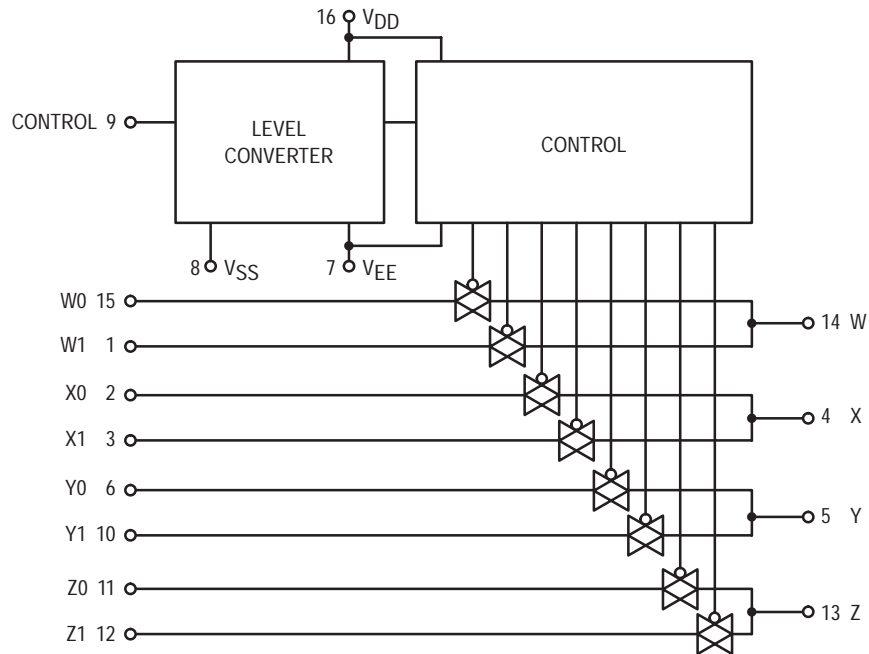 16 VDD
CONTROL 9
LEVEL
CONVERTER
CONTROL
8 VSS
7 VEE
W0 15
14 W
W1 1
X0 2
4 X
X1 3
Y0 6
5 Y
Y1 10
Z0 11
13 Z
Z1 12